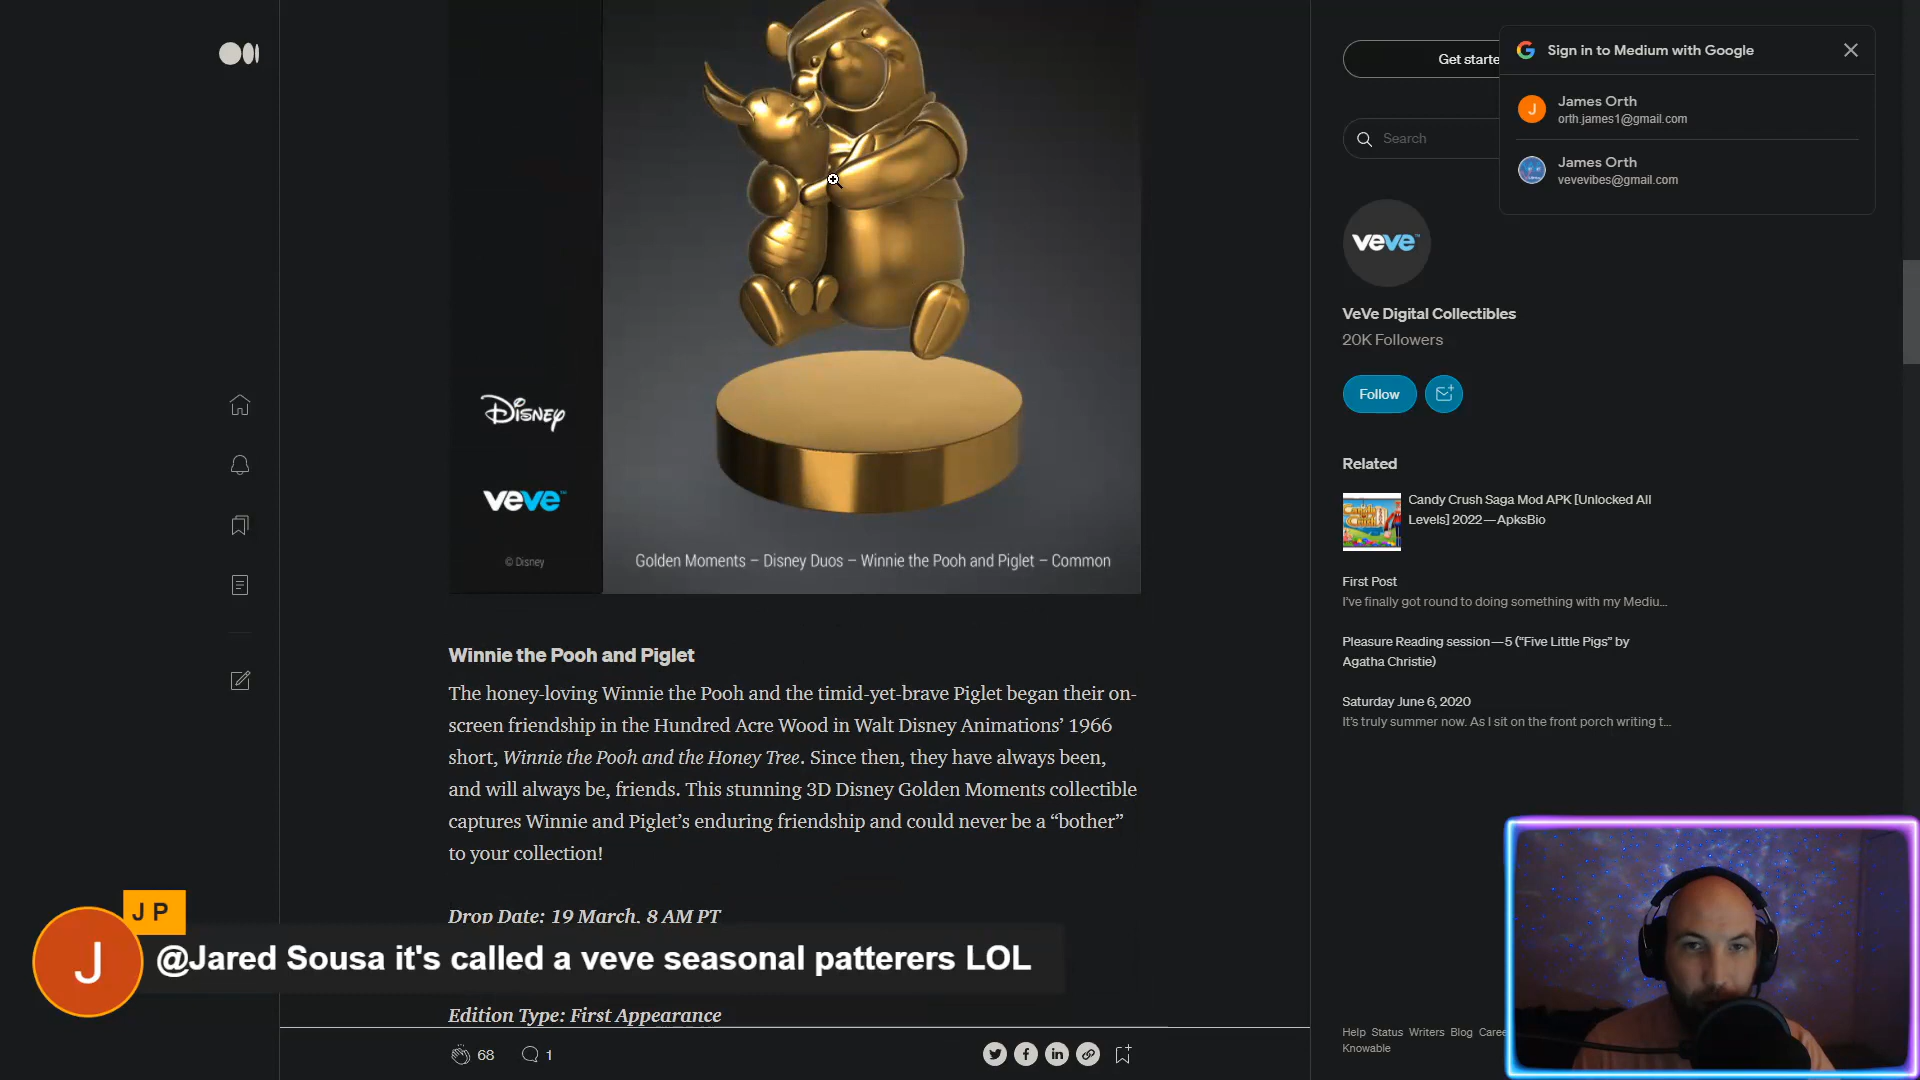 Get starte
Search
Sign in to Medium with Google
J
James Orth
orth.james1@gmail.com
James Orth
vevevibes@gmail.com
veve™
VeVe Digital Collectibles
20K Followers
Follow
Related
Candy Crush Saga Mod APK [Unlocked All
Levels] 2022—ApksBio
First Post
I've finally got round to doing something with my Mediu...
Pleasure Reading session—5 (“Five Little Pigs” by
Agatha Christie)
Saturday June 6, 2020
It's truly summer now. As I sit on the front porch writing t...
Help Status Writers Blog Caree
Knowable
Disney
veve™
© Disney
Golden Moments – Disney Duos – Winnie the Pooh and Piglet – Common
Winnie the Pooh and Piglet
The honey-loving Winnie the Pooh and the timid-yet-brave Piglet began their on-
screen friendship in the Hundred Acre Wood in Walt Disney Animations’ 1966
short, Winnie the Pooh and the Honey Tree. Since then, they have always been,
and will always be, friends. This stunning 3D Disney Golden Moments collectible
captures Winnie and Piglet’s enduring friendship and could never be a “bother”
to your collection!
Drop Date: 19 March, 8 AM PT
J P
J
@Jared Sousa it's called a veve seasonal patterers LOL
Edition Type: First Appearance
68
1